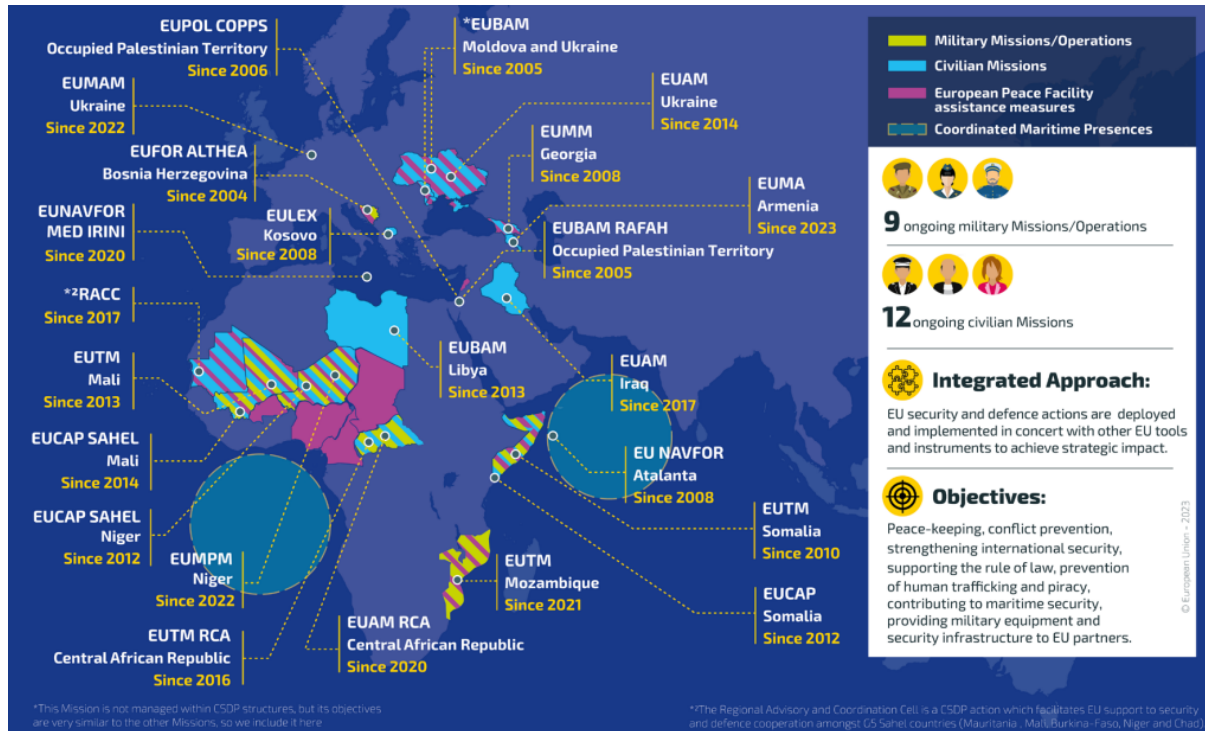 EUPOL COPPS
Occupied Palestinian Territory
Since 2006
*EUBAM
Moldova and Ukraine
Since 2005
EUMAM
Ukraine
Since 2022
EUAM
Ukraine
Since 2014
EUFOR ALTHEA
Bosnia Herzegovina
Since 2004
EUMM
Georgia
Since 2008
EUNAVFOR
MED IRINI
Since 2020
EULEX
Kosovo
Since 2008
EUMA
Armenia
Since 2023
EUBAM RAFAH
Occupied Palestinian Territory
Since 2005
*²RACC
Since 2017
EUTM
Mali
Since 2013
EUBAM
Libya
Since 2013
EUAM
Iraq
Since 2017
EUCAP SAHEL
Mali
Since 2014
EU NAVFOR
Atalanta
Since 2008
EUCAP SAHEL
Niger
Since 2012
EUTM
Somalia
Since 2010
EUMPM
Niger
Since 2022
EUTM
Mozambique
Since 2021
EUCAP
Somalia
Since 2012
EUTM RCA
Central African Republic
Since 2016
EUAM RCA
Central African Republic
Since 2020
*This Mission is not managed within CSDP structures, but its objectives
are very similar to the other Missions, so we include it here
*²The Regional Advisory and Coordination Cell is a CSDP action which facilitates EU support to security
and defence cooperation amongst G5 Sahel countries (Mauritania , Mali, Burkina-Faso, Niger and Chad)
Military Missions/Operations
Civilian Missions
European Peace Facility
assistance measures
Coordinated Maritime Presences
9 ongoing military Missions/Operations
12 ongoing civilian Missions
Integrated Approach:
EU security and defence actions are deployed
and implemented in concert with other EU tools
and instruments to achieve strategic impact.
Objectives:
Peace-keeping, conflict prevention,
strengthening international security,
supporting the rule of law, prevention
of human trafficking and piracy,
contributing to maritime security,
providing military equipment and
security infrastructure to EU partners.
© European Union - 2023